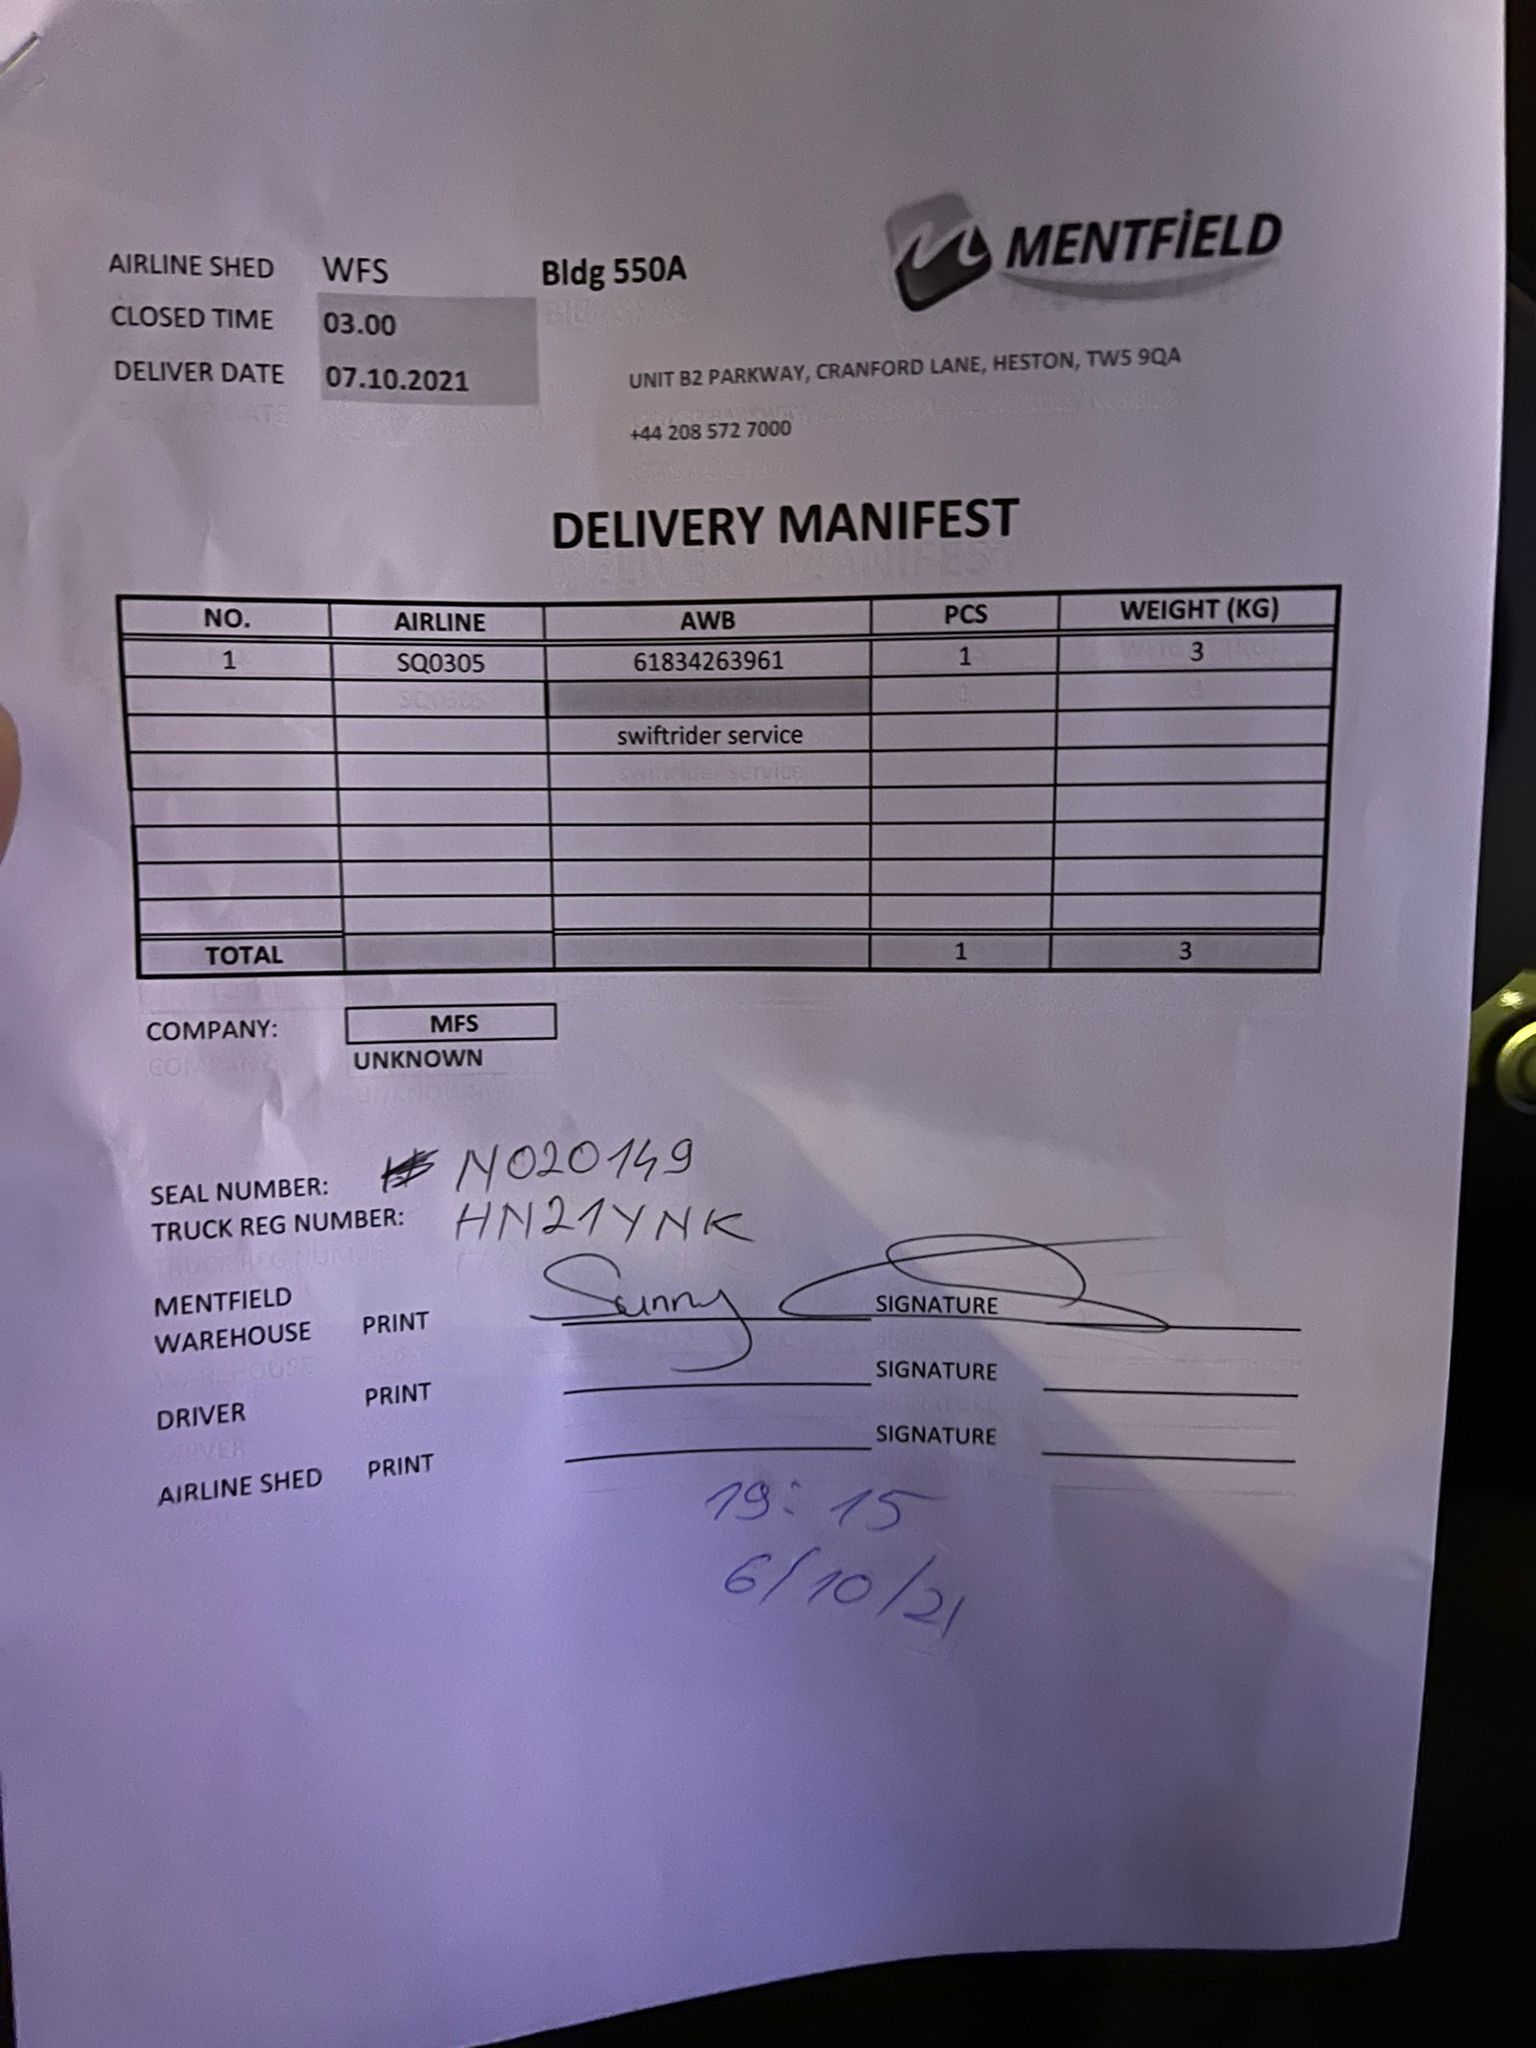 MENTFiELD
AIRLINE SHED WFS Bldg 550A
CLOSED TIME 03.00
DELIVER DATE 07.10.2021
UNIT B2 PARKWAY, CRANFORD LANE, HESTON, TW5 9QA
+44 208 572 7000
DELIVERY MANIFEST
NO. AIRLINE AWB PCS WEIGHT (KG)
1 SQ0305 61834263961 1 3
swiftrider service
TOTAL 1 3
COMPANY: MFS
UNKNOWN
SEAL NUMBER: N020149
TRUCK REG NUMBER: HN21YNK
MENTFIELD
WAREHOUSE PRINT Sunny SIGNATURE
DRIVER PRINT SIGNATURE
AIRLINE SHED PRINT SIGNATURE
19:15
6/10/21